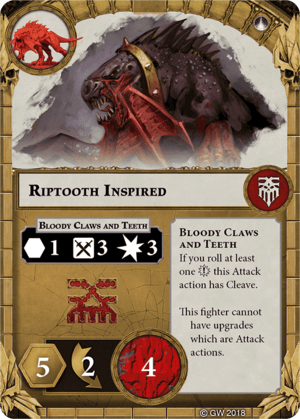 Riptooth Inspired
Bloody Claws and Teeth
1 3 3
Bloody Claws
and Teeth
If you roll at least
one this Attack
action has Cleave.
This fighter cannot
have upgrades
which are Attack
actions.
5 2 4
© GW 2018